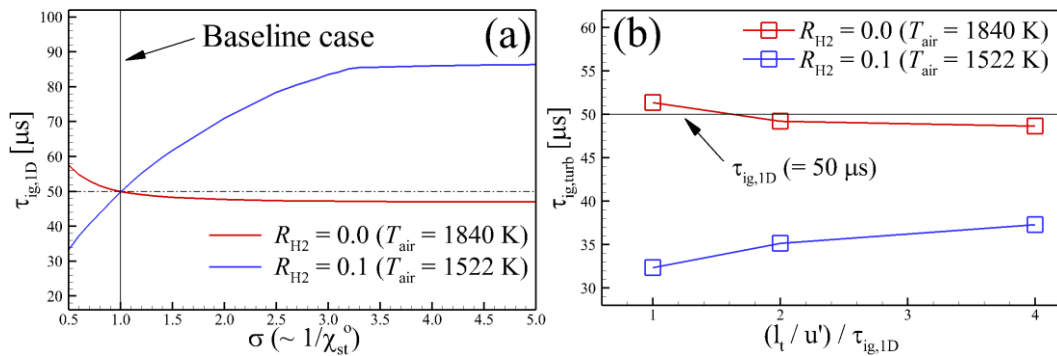 (a)
Baseline case
τig,1D [μs]
100
90
80
70
60
50
40
30
20
RH2 = 0.0 (Tair = 1840 K)
RH2 = 0.1 (Tair = 1522 K)
0.5 1.0 1.5 2.0 2.5 3.0 3.5 4.0 4.5 5.0
σ (~ 1/χst°)
(b)
RH2 = 0.0 (Tair = 1840 K)
RH2 = 0.1 (Tair = 1522 K)
τig,turb [μs]
60
55
50
45
40
35
30
τig,1D (= 50 μs)
1 2 3 4
(lt / u') / τig,1D